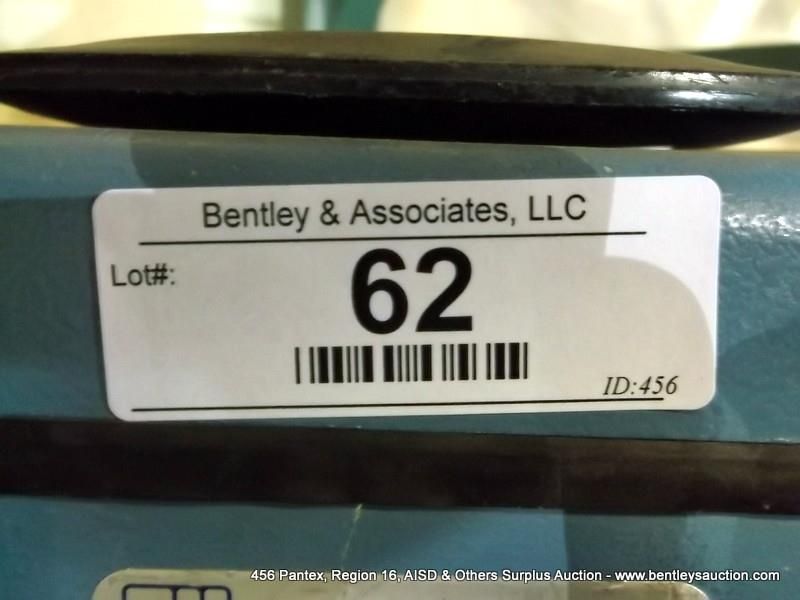 Bentley & Associates, LLC
Lot#:
62
ID:456
456 Pantex, Region 16, AISD & Others Surplus Auction - www.bentleysauction.com